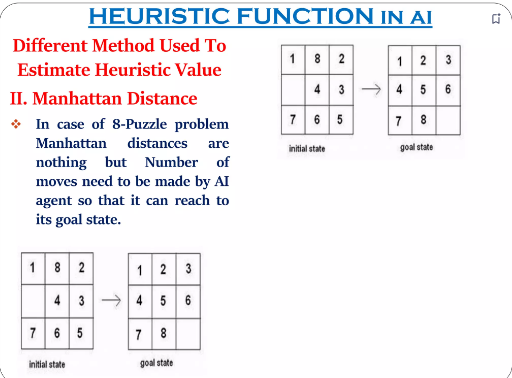 HEURISTIC FUNCTION IN AI
Different Method Used To
Estimate Heuristic Value
II. Manhattan Distance
❖ In case of 8-Puzzle problem
Manhattan distances are
nothing but Number of
moves need to be made by AI
agent so that it can reach to
its goal state.
1 8 2
4 3
7 6 5
initial state
1 2 3
4 5 6
7 8
goal state
1 8 2
4 3
7 6 5
initial state
1 2 3
4 5 6
7 8
goal state